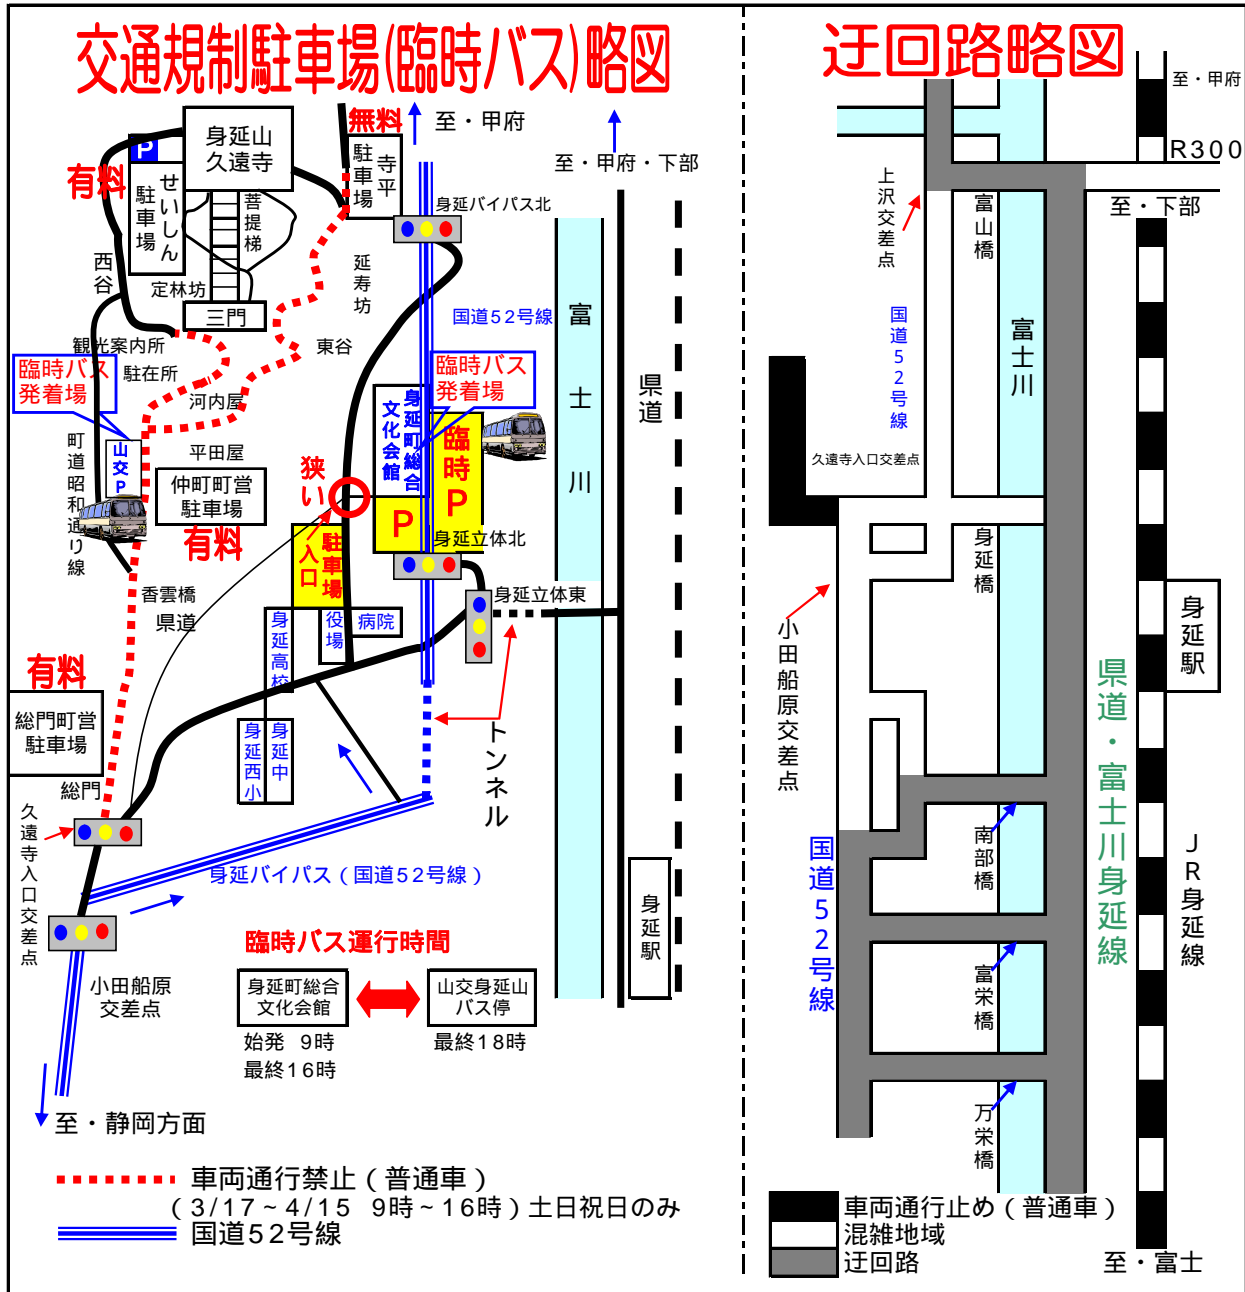 交通規制駐車場(臨時バス)略図
無料
至・甲府
身延山
久遠寺
P
有料
せいしん
駐車場
菩提梯
寺平
駐車場
至・甲府・下部
身延バイパス北
西谷
定林坊
三門
延寿坊
国道52号線
富士川
観光案内所
東谷
臨時バス
発着場
駐在所
臨時バス
発着場
県道
河内屋
身延町総合
文化会館
臨時P
町道昭和通り線
山交P
平田屋
狭い
仲町町営
駐車場
P
有料
入口
駐車場
身延立体北
香雲橋
県道
身延立体東
身延高校
役場
病院
有料
総門町営
駐車場
身延西小
身延中
トンネル
総門
久遠寺入口交差点
身延バイパス(国道52号線)
身延駅
臨時バス運行時間
小田船原
交差点
身延町総合
文化会館
山交身延山
バス停
始発 9時
最終16時
最終18時
至・静岡方面
車両通行禁止(普通車)
(3/17~4/15 9時~16時)土日祝日のみ
国道52号線
迂回路略図
至・甲府
R300
上沢交差点
富山橋
至・下部
国道52号線
富士川
久遠寺入口交差点
身延橋
小田船原交差点
身延駅
県道・富士川身延線
南部橋
国道52号線
JR身延線
富栄橋
万栄橋
車両通行止め(普通車)
混雑地域
迂回路
至・富士